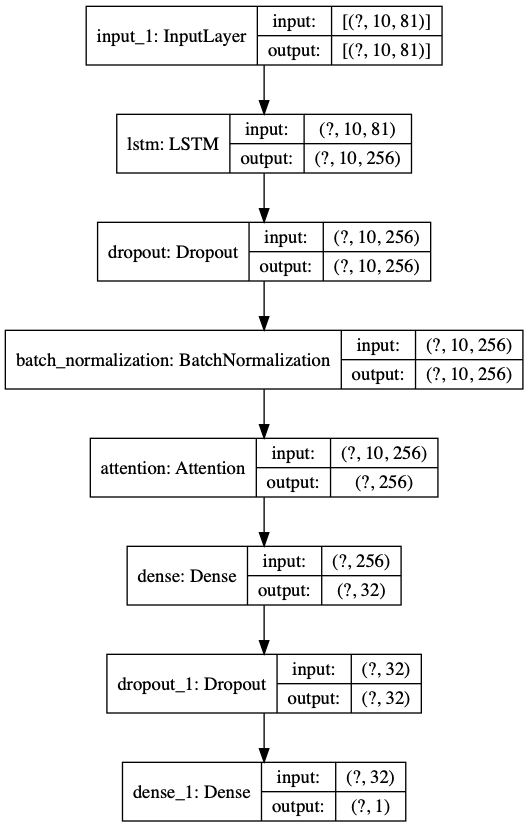 input_1: InputLayer
input: [(?, 10, 81)]
output: [(?, 10, 81)]
lstm: LSTM
input: (?, 10, 81)
output: (?, 10, 256)
dropout: Dropout
input: (?, 10, 256)
output: (?, 10, 256)
batch_normalization: BatchNormalization
input: (?, 10, 256)
output: (?, 10, 256)
attention: Attention
input: (?, 10, 256)
output: (?, 256)
dense: Dense
input: (?, 256)
output: (?, 32)
dropout_1: Dropout
input: (?, 32)
output: (?, 32)
dense_1: Dense
input: (?, 32)
output: (?, 1)